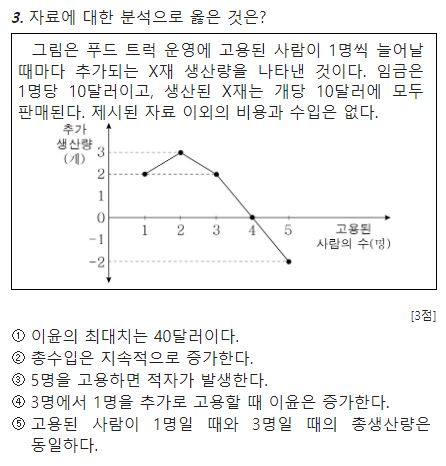 3. 자료에 대한 분석으로 옳은 것은?
그림은 푸드 트럭 운영에 고용된 사람이 1명씩 늘어날
때마다 추가되는 X재 생산량을 나타낸 것이다. 임금은
1명당 10달러이고, 생산된 X재는 개당 10달러에 모두
판매된다. 제시된 자료 이외의 비용과 수입은 없다.
추가
생산량
(개)
3
2
1
0
-1
-2
1 2 3 4 5
고용된
사람의 수(명)
[3점]
① 이윤의 최대치는 40달러이다.
② 총수입은 지속적으로 증가한다.
③ 5명을 고용하면 적자가 발생한다.
④ 3명에서 1명을 추가로 고용할 때 이윤은 증가한다.
⑤ 고용된 사람이 1명일 때와 3명일 때의 총생산량은
동일하다.